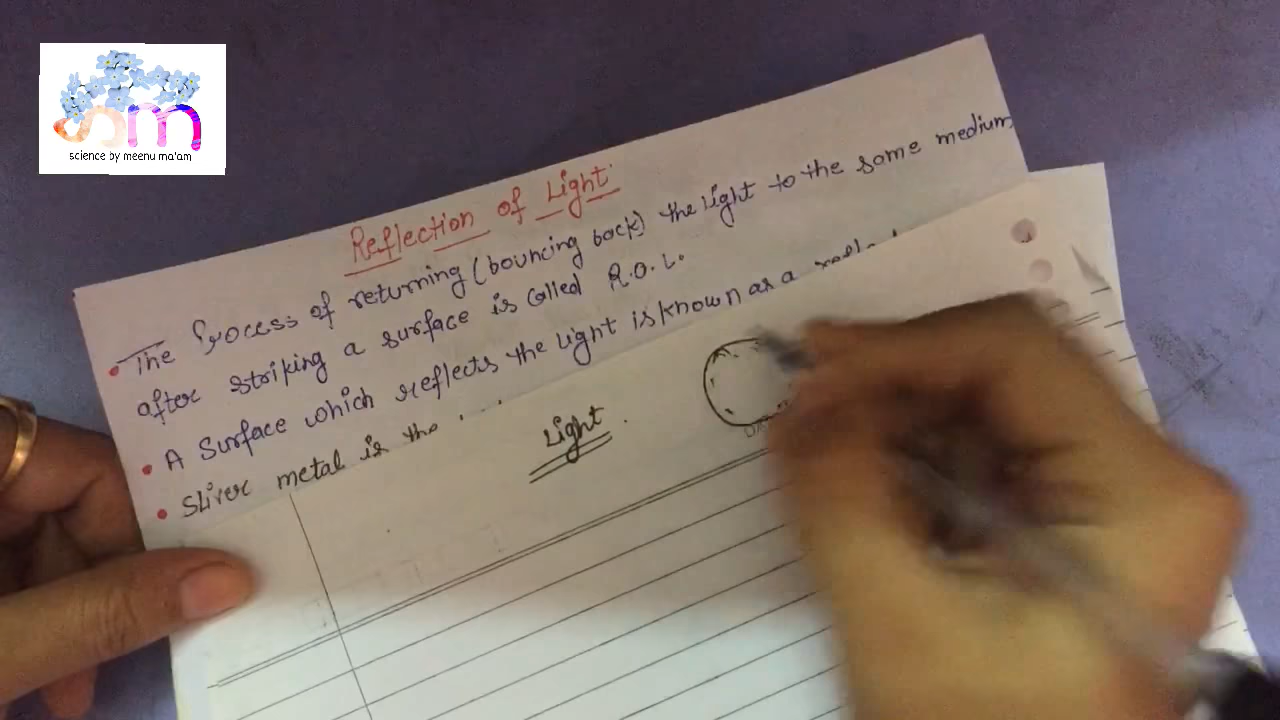 science by meenu ma'am
Reflection of Light
• The Process of returning (bouncing back) the light to the same medium
after striking a surface is called R.O.L.
• A Surface which reflects the light is known as a
• Sliver metal is the
Light